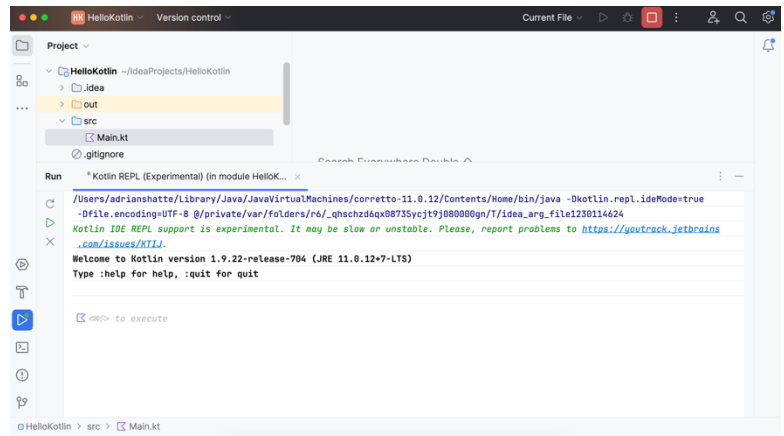 HK HelloKotlin Version control Current File
Project
HelloKotlin ~/IdeaProjects/HelloKotlin
.idea
out
src
Main.kt
.gitignore
Search Everywhere Double
Run Kotlin REPL (Experimental) (in module HelloK...
/Users/adrianshatte/Library/Java/JavaVirtualMachines/corretto-11.0.12/Contents/Home/bin/java -Dkotlin.repl.ideMode=true
-Dfile.encoding=UTF-8 @/private/var/folders/r6/_qhschzd6qx08735ycjt9j080000gn/T/idea_arg_file1230114624
Kotlin IDE REPL support is experimental. It may be slow or unstable. Please, report problems to https://youtrack.jetbrains
.com/issues/KTIJ.
Welcome to Kotlin version 1.9.22-release-704 (JRE 11.0.12+7-LTS)
Type :help for help, :quit for quit
<⌘⏎> to execute
HelloKotlin > src > Main.kt